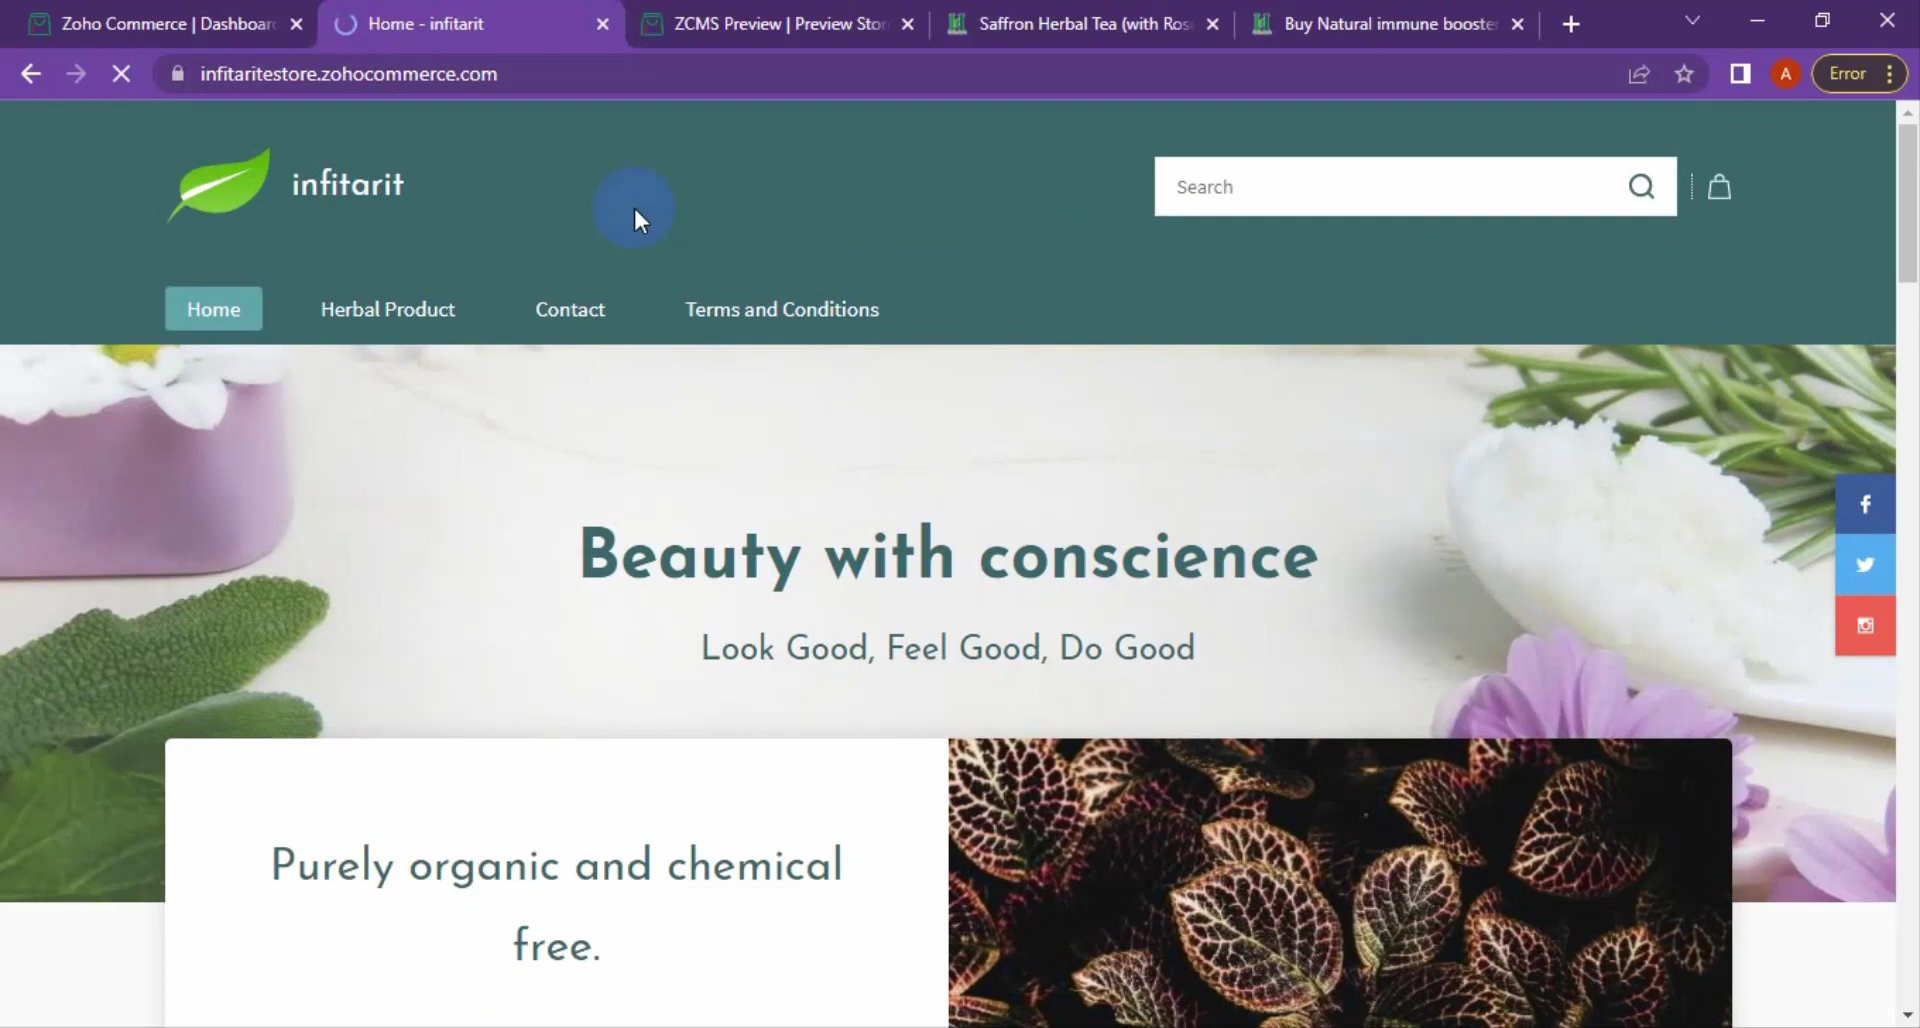 Zoho Commerce | Dashboar
Home - infitarit
ZCMS Preview | Preview Stor
Saffron Herbal Tea (with Ros
Buy Natural immune booste
infitaritestore.zohocommerce.com
A
Error
infitarit
Search
Home
Herbal Product
Contact
Terms and Conditions
Beauty with conscience
Look Good, Feel Good, Do Good
Purely organic and chemical
free.